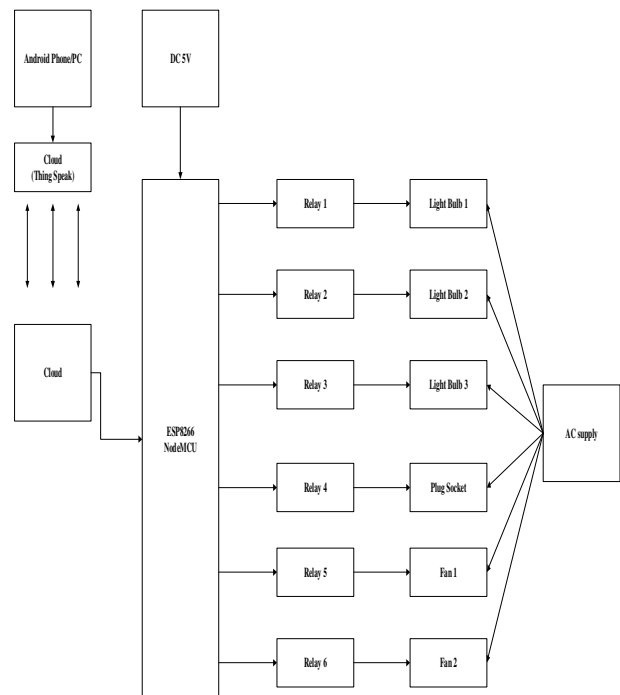 Android Phone/PC
DC 5V
Cloud
(Thing Speak)
Relay 1
Light Bulb 1
Relay 2
Light Bulb 2
Cloud
Relay 3
Light Bulb 3
ESP8266
NodeMCU
AC supply
Relay 4
Plug Socket
Relay 5
Fan 1
Relay 6
Fan 2